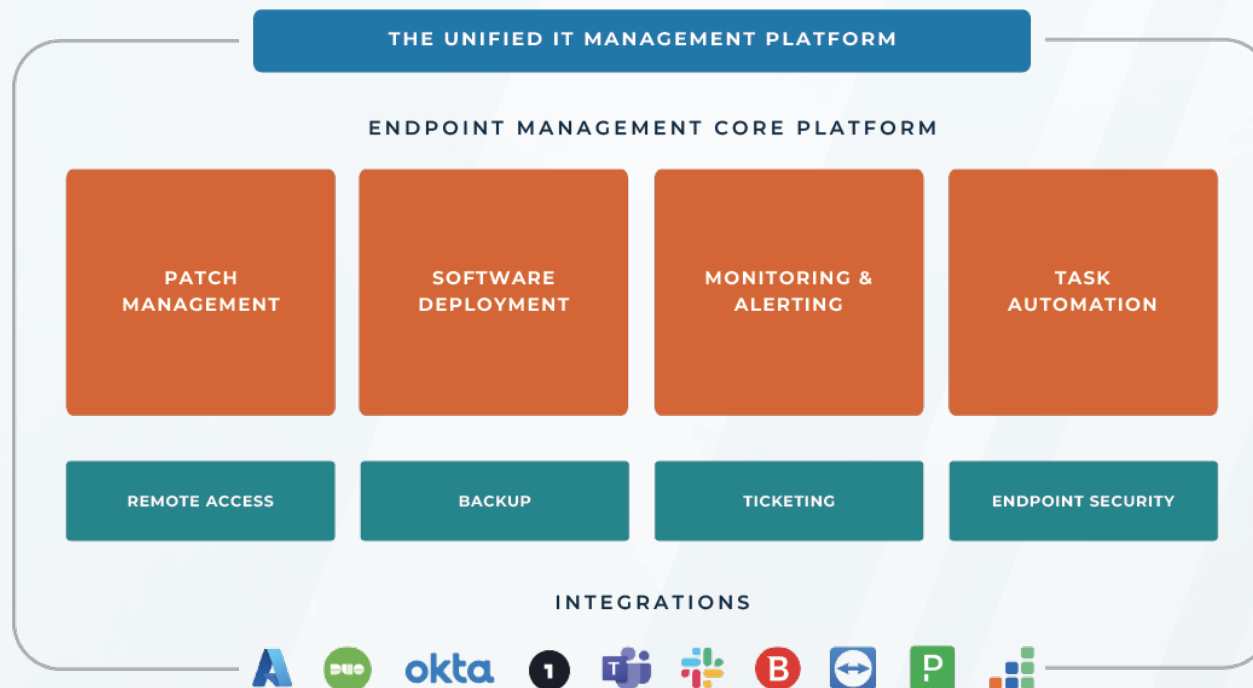 THE UNIFIED IT MANAGEMENT PLATFORM
ENDPOINT MANAGEMENT CORE PLATFORM
PATCH
MANAGEMENT
SOFTWARE
DEPLOYMENT
MONITORING &
ALERTING
TASK
AUTOMATION
REMOTE ACCESS
BACKUP
TICKETING
ENDPOINT SECURITY
INTEGRATIONS
DUO
okta
1
T
B
P